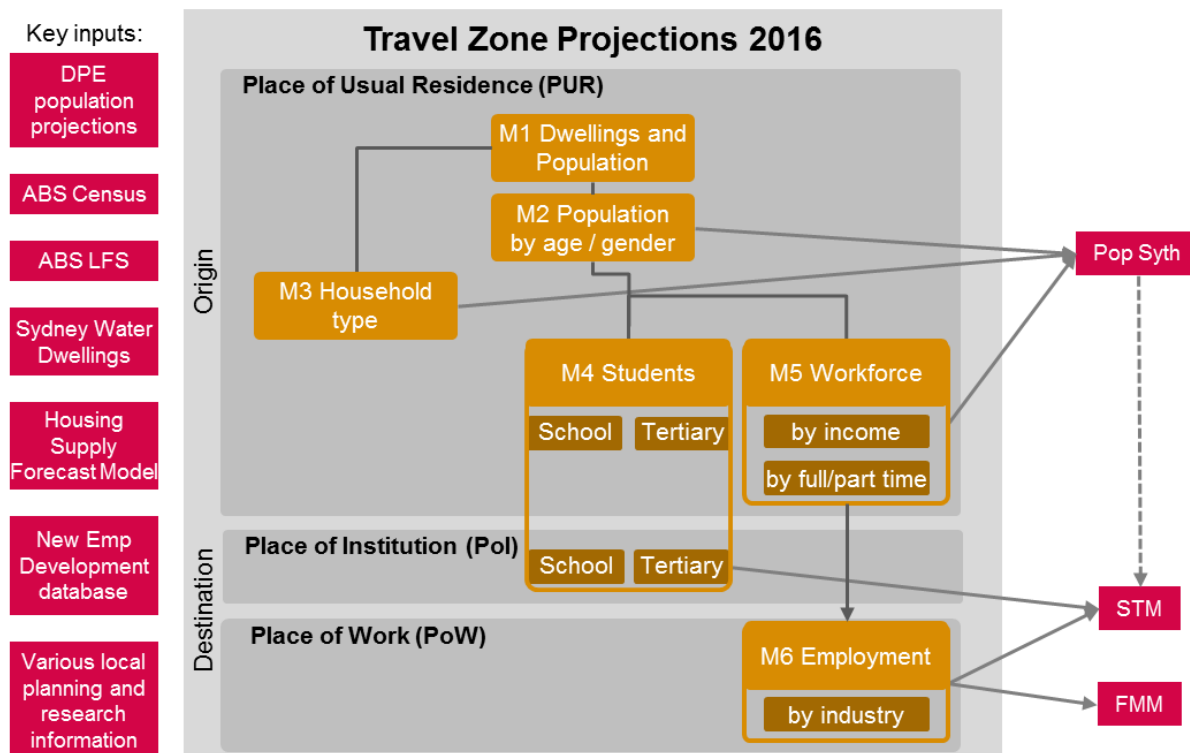 Key inputs:
DPE
population
projections
ABS Census
ABS LFS
Sydney Water
Dwellings
Housing
Supply
Forecast Model
New Emp
Development
database
Various local
planning and
research
information
Travel Zone Projections 2016
Origin
Place of Usual Residence (PUR)
M1 Dwellings and
Population
M2 Population
by age / gender
M3 Household
type
M4 Students
School
Tertiary
M5 Workforce
by income
by full/part time
Destination
Place of Institution (PoI)
School
Tertiary
Place of Work (PoW)
M6 Employment
by industry
Pop Syth
STM
FMM